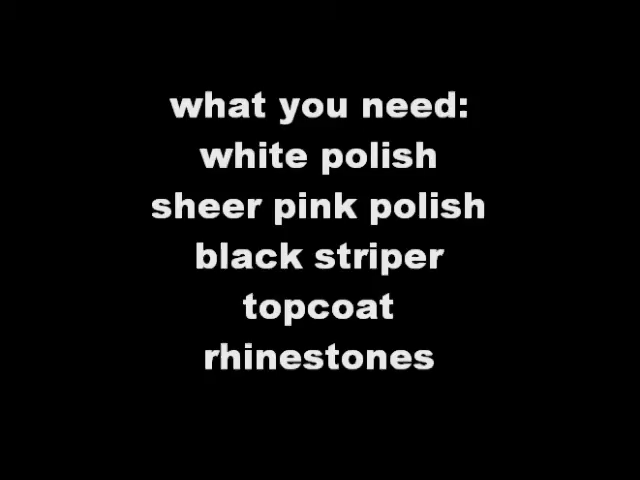 what you need:
white polish
sheer pink polish
black striper
topcoat
rhinestones